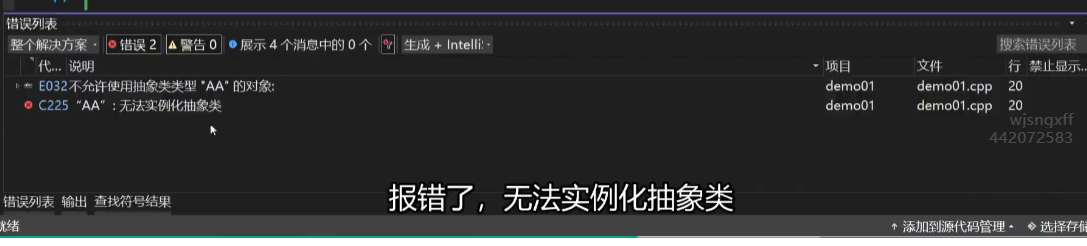 错误列表
整个解决方案 错误 2 警告 0 展示 4 个消息中的 0 个 生成 + Intelli: 搜索错误列表
代... 说明 项目 文件 行 禁止显示...
E032 不允许使用抽象类类型 "AA" 的对象: demo01 demo01.cpp 20
C225 “AA”: 无法实例化抽象类 demo01 demo01.cpp 20
wjsngxff
442072583
报错了，无法实例化抽象类
错误列表 输出 查找符号结果
就绪 添加到源代码管理 选择存储